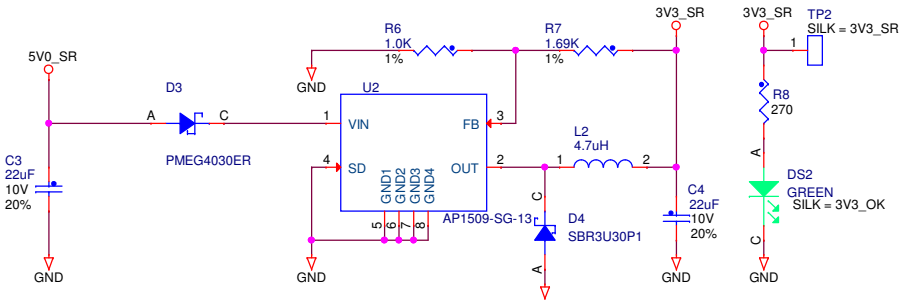 3V3_SR
3V3_SR
TP2
SILK = 3V3_SR
1
R6
1.0K
1%
R7
1.69K
1%
5V0_SR
GND
D3
A
C
PMEG4030ER
U2
1
VIN
FB
3
4
SD
OUT
2
GND1
GND2
GND3
GND4
5
6
7
8
AP1509-SG-13
L2
4.7uH
1
2
R8
270
C3
22uF
10V
20%
C
D4
SBR3U30P1
A
C4
22uF
10V
20%
A
DS2
GREEN
SILK = 3V3_OK
C
GND
GND
GND
GND